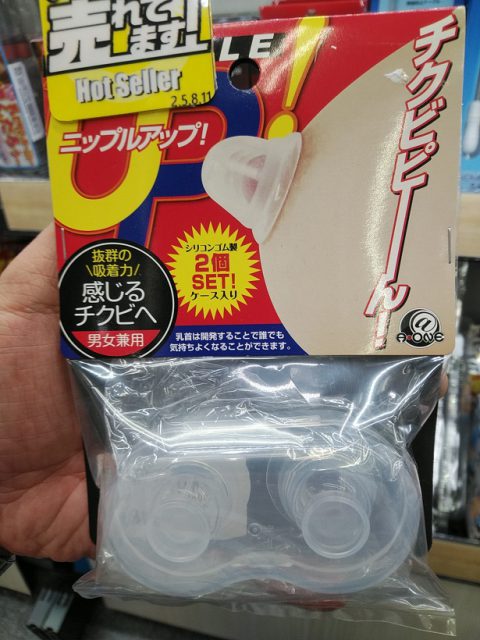 売れて
ます!
Hot Seller
2.5.8.11
PLE
UP!
ニップルアップ!
チクビピーーん!
シリコンゴム製
2個
SET!
ケース入り
抜群の
\吸着力/
感じる
チクビへ
男女兼用
乳首は開発することで誰でも
気持ちよくなることができます。
@
A-ONE